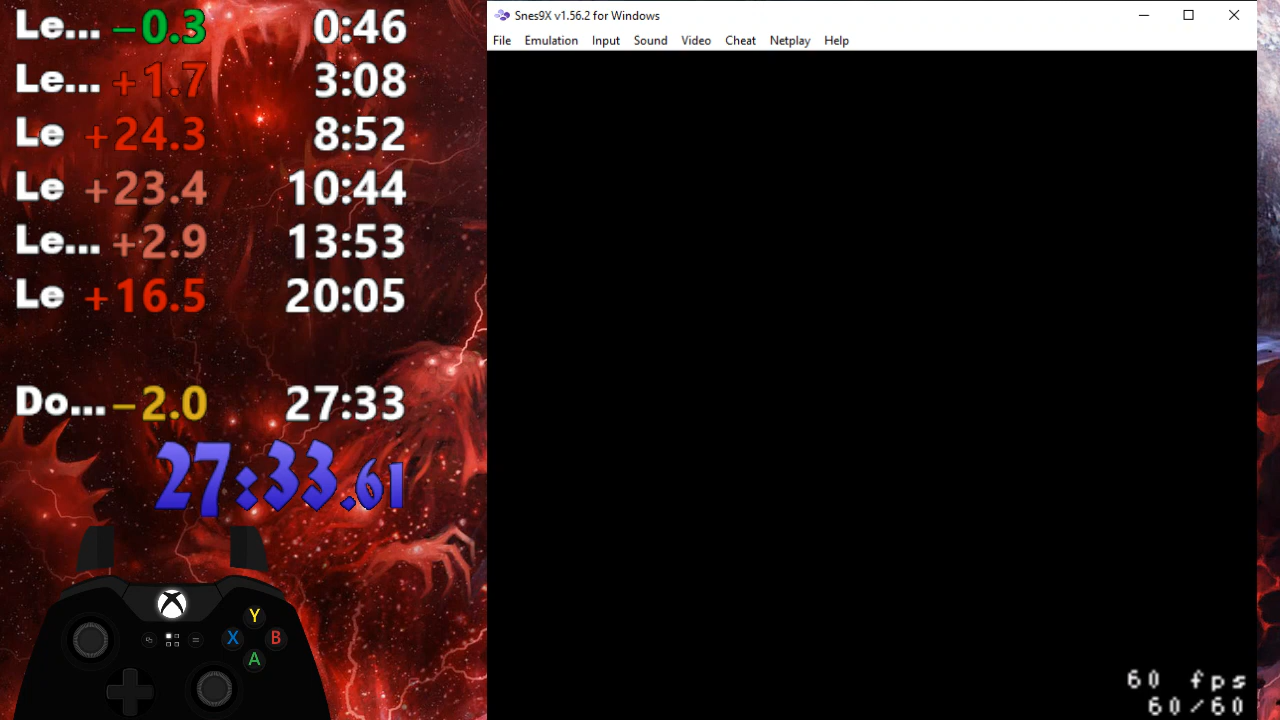 Le... −0.3 0:46
Le... +1.7 3:08
Le +24.3 8:52
Le +23.4 10:44
Le... +2.9 13:53
Le +16.5 20:05
Do... −2.0 27:33
27:33.61
Y
X B
A
Snes9X v1.56.2 for Windows
File Emulation Input Sound Video Cheat Netplay Help
60 fps
60/60